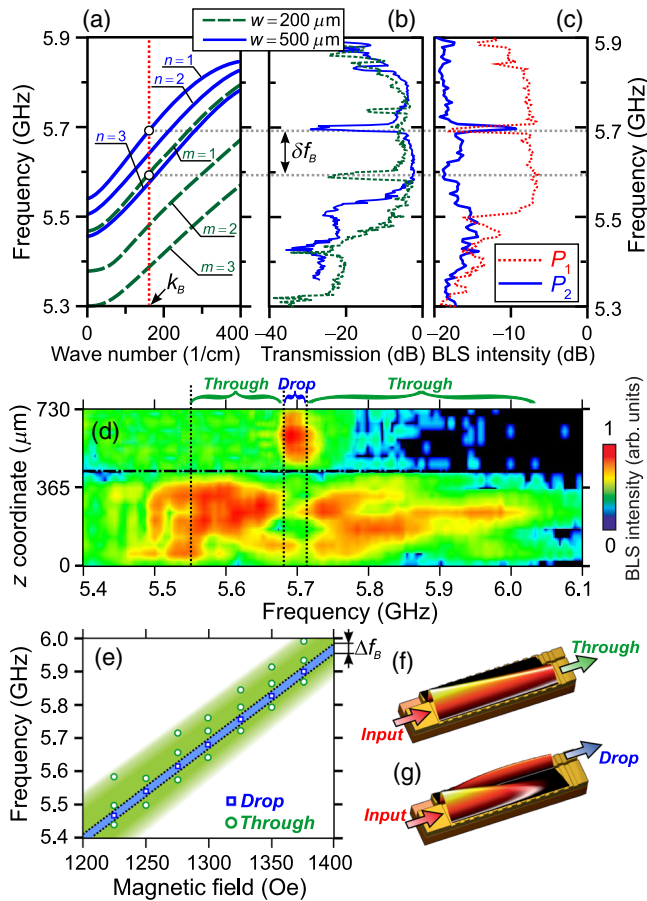 (a)
w = 200 μm
w = 500 μm
(b)
(c)
5.9
5.7
5.5
5.3
Frequency (GHz)
n=1
n=2
n=3
m=1
m=2
m=3
k_B
0
200
400
Wave number (1/cm)
δf_B
−40
−20
0
Transmission (dB)
P_1
P_2
−20
−10
0
BLS intensity (dB)
5.9
5.7
5.5
5.3
Frequency (GHz)
Through
Drop
Through
(d)
730
365
0
z coordinate (μm)
5.4
5.5
5.6
5.7
5.8
5.9
6.0
6.1
Frequency (GHz)
1
0
BLS intensity (arb. units)
(e)
6.0
5.9
5.8
5.7
5.6
5.5
5.4
Frequency (GHz)
Δf_B
Drop
Through
1200
1250
1300
1350
1400
Magnetic field (Oe)
(f)
Through
Input
(g)
Drop
Input